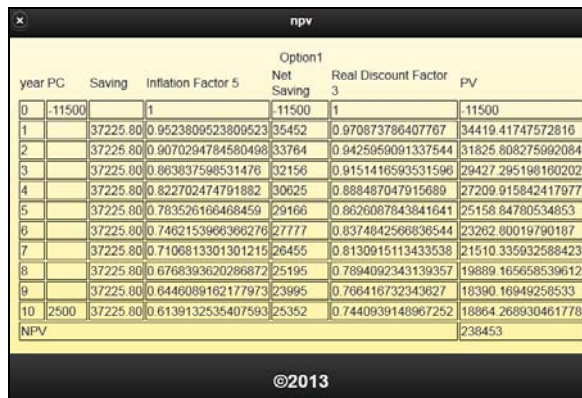 npv
Option1
year PC Saving Inflation Factor 5 Net Saving Real Discount Factor 3 PV
0 -11500 1 -11500 1 -11500
1 37225.80 0.9523809523809523 35452 0.970873786407767 34419.41747572816
2 37225.80 0.9070294784580498 33764 0.9425959091337544 31825.808275992084
3 37225.80 0.863837598531476 32156 0.9151416593531596 29427.295198160202
4 37225.80 0.822702474791882 30625 0.888487047915689 27209.915842417977
5 37225.80 0.783526166468459 29166 0.8626087843841641 25158.84780534853
6 37225.80 0.7462153966366276 27777 0.8374842566836544 23262.80019790187
7 37225.80 0.7106813301301215 26455 0.8130915113433538 21510.335932588423
8 37225.80 0.6768393620286872 25195 0.7894092343139357 19889.165658539612
9 37225.80 0.6446089162177973 23995 0.766416732343627 18390.16949258533
10 2500 37225.80 0.6139132535407593 25352 0.7440939148967252 18864.268930461778
NPV 238453
©2013